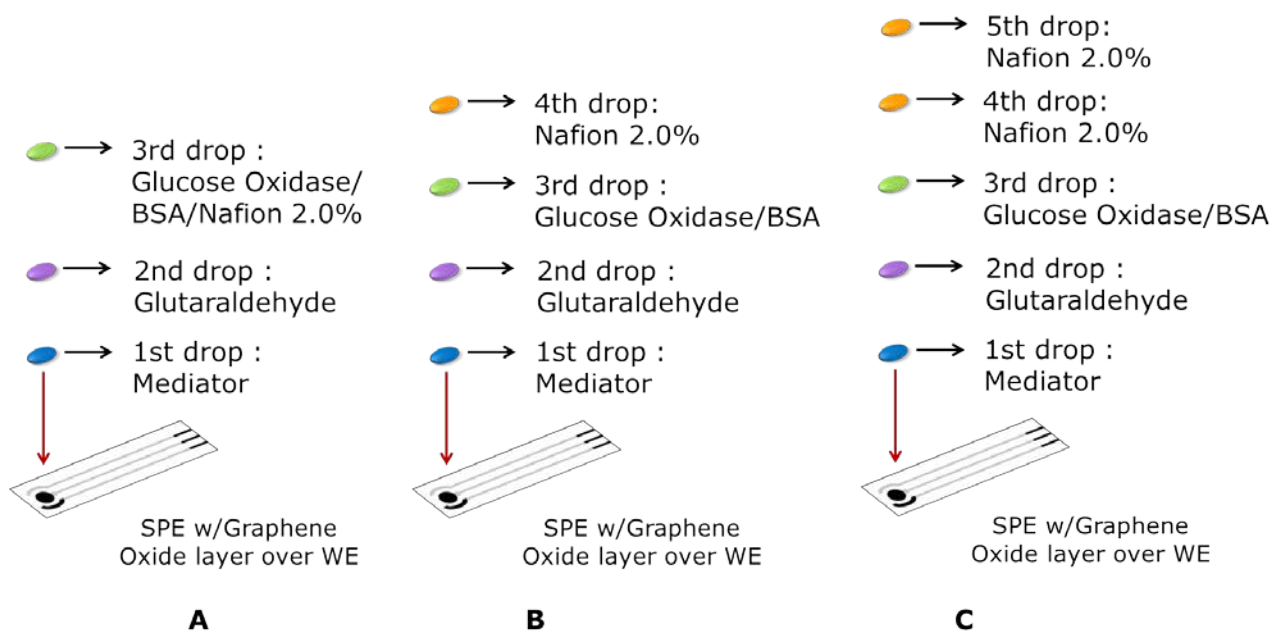 3rd drop :
Glucose Oxidase/
BSA/Nafion 2.0%
2nd drop :
Glutaraldehyde
1st drop :
Mediator
SPE w/Graphene
Oxide layer over WE
A
4th drop:
Nafion 2.0%
3rd drop :
Glucose Oxidase/BSA
2nd drop :
Glutaraldehyde
1st drop :
Mediator
SPE w/Graphene
Oxide layer over WE
B
5th drop:
Nafion 2.0%
4th drop:
Nafion 2.0%
3rd drop :
Glucose Oxidase/BSA
2nd drop :
Glutaraldehyde
1st drop :
Mediator
SPE w/Graphene
Oxide layer over WE
C